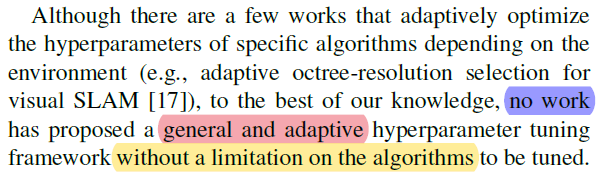 Although there are a few works that adaptively optimize
the hyperparameters of specific algorithms depending on the
environment (e.g., adaptive octree-resolution selection for
visual SLAM [17]), to the best of our knowledge, no work
has proposed a general and adaptive hyperparameter tuning
framework without a limitation on the algorithms to be tuned.